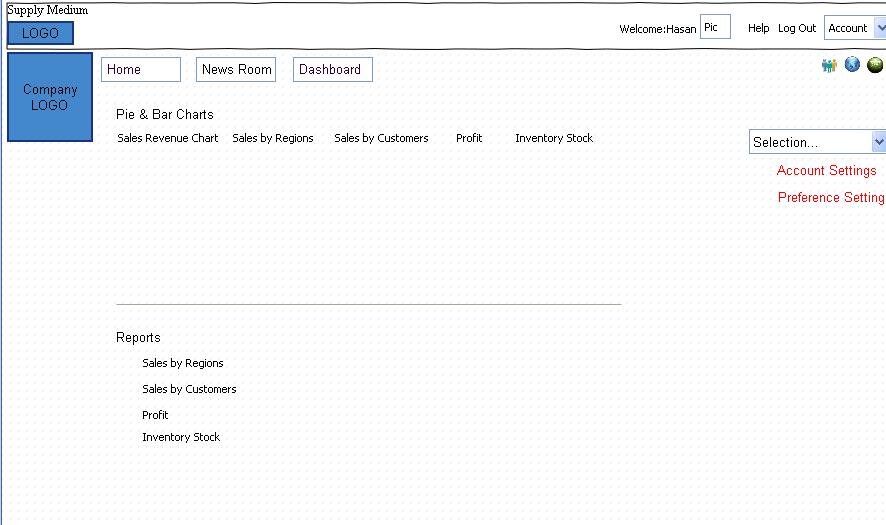 Supply Medium
LOGO
Welcome:Hasan Pic Help Log Out Account
Company
LOGO
Home News Room Dashboard
Pie & Bar Charts
Sales Revenue Chart Sales by Regions Sales by Customers Profit Inventory Stock
Selection...
Account Settings
Preference Setting
Reports
Sales by Regions
Sales by Customers
Profit
Inventory Stock